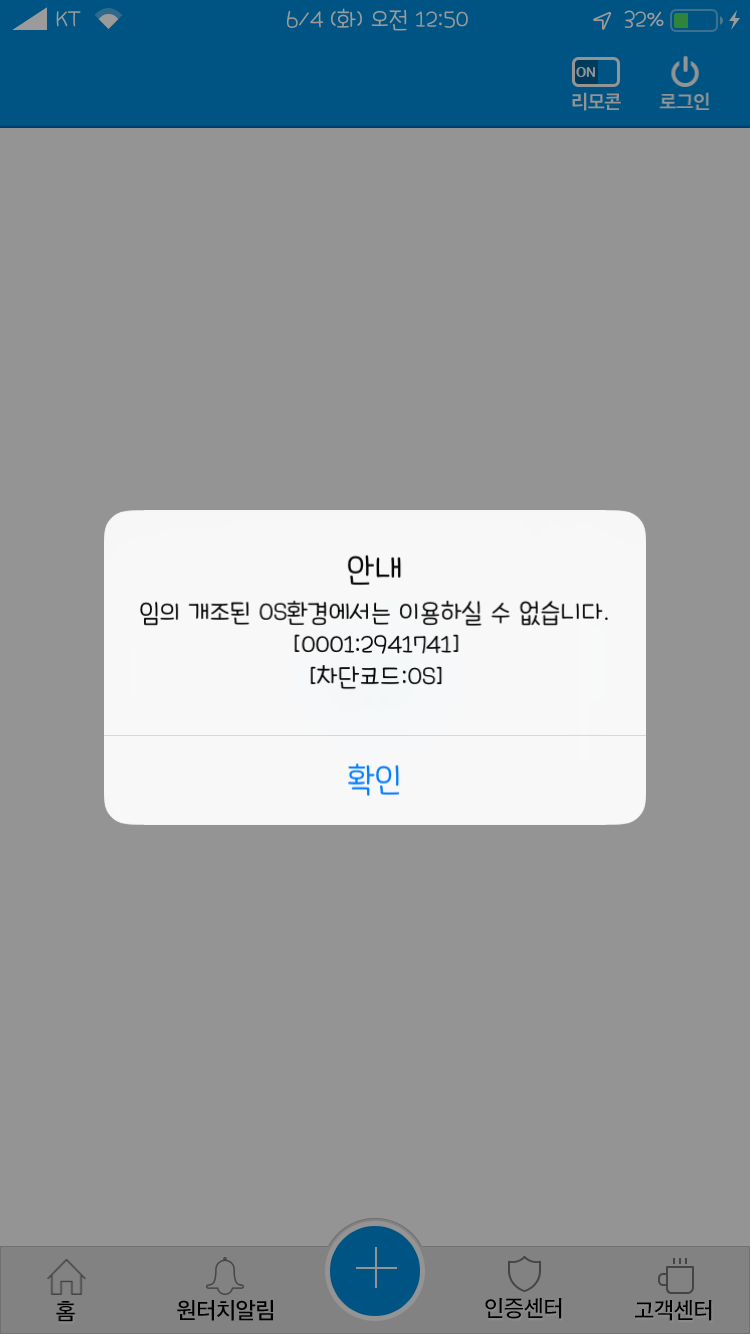 KT 6/4 (화) 오전 12:50 32%
ON
리모콘 로그인
안내
임의 개조된 OS환경에서는 이용하실 수 없습니다.
[0001:2941741]
[차단코드:OS]
확인
홈 원터치알림 인증센터 고객센터